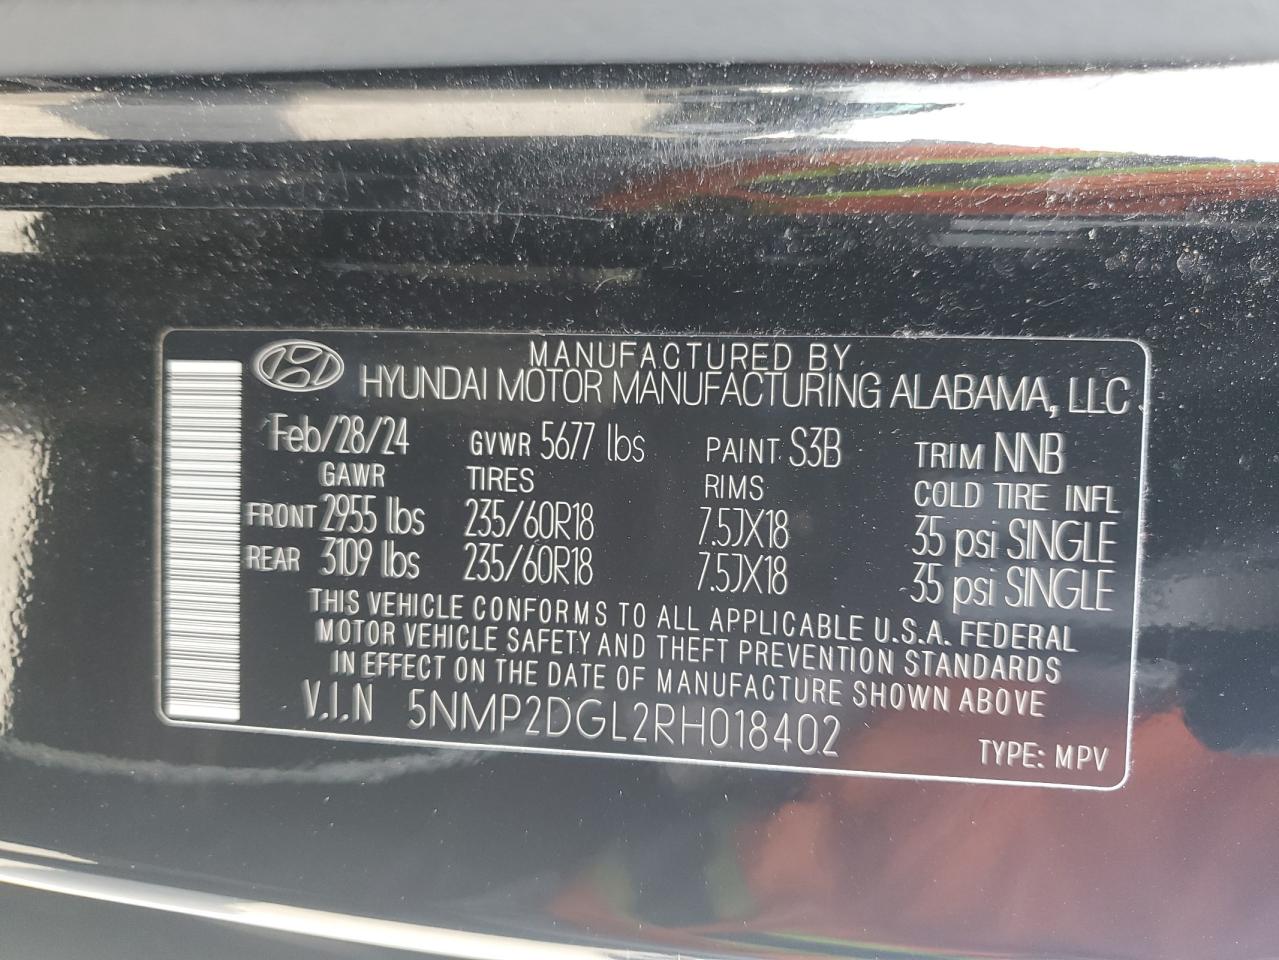 MANUFACTURED BY
HYUNDAI MOTOR MANUFACTURING ALABAMA, LLC
Feb/28/24 GVWR 5677 lbs PAINT S3B TRIM NNB
GAWR TIRES RIMS COLD TIRE INFL
FRONT 2955 lbs 235/60R18 7.5JX18 35 psi SINGLE
REAR 3109 lbs 235/60R18 7.5JX18 35 psi SINGLE
THIS VEHICLE CONFORMS TO ALL APPLICABLE U.S.A. FEDERAL
MOTOR VEHICLE SAFETY AND THEFT PREVENTION STANDARDS
IN EFFECT ON THE DATE OF MANUFACTURE SHOWN ABOVE
V.I.N 5NMP2DGL2RH018402
TYPE: MPV